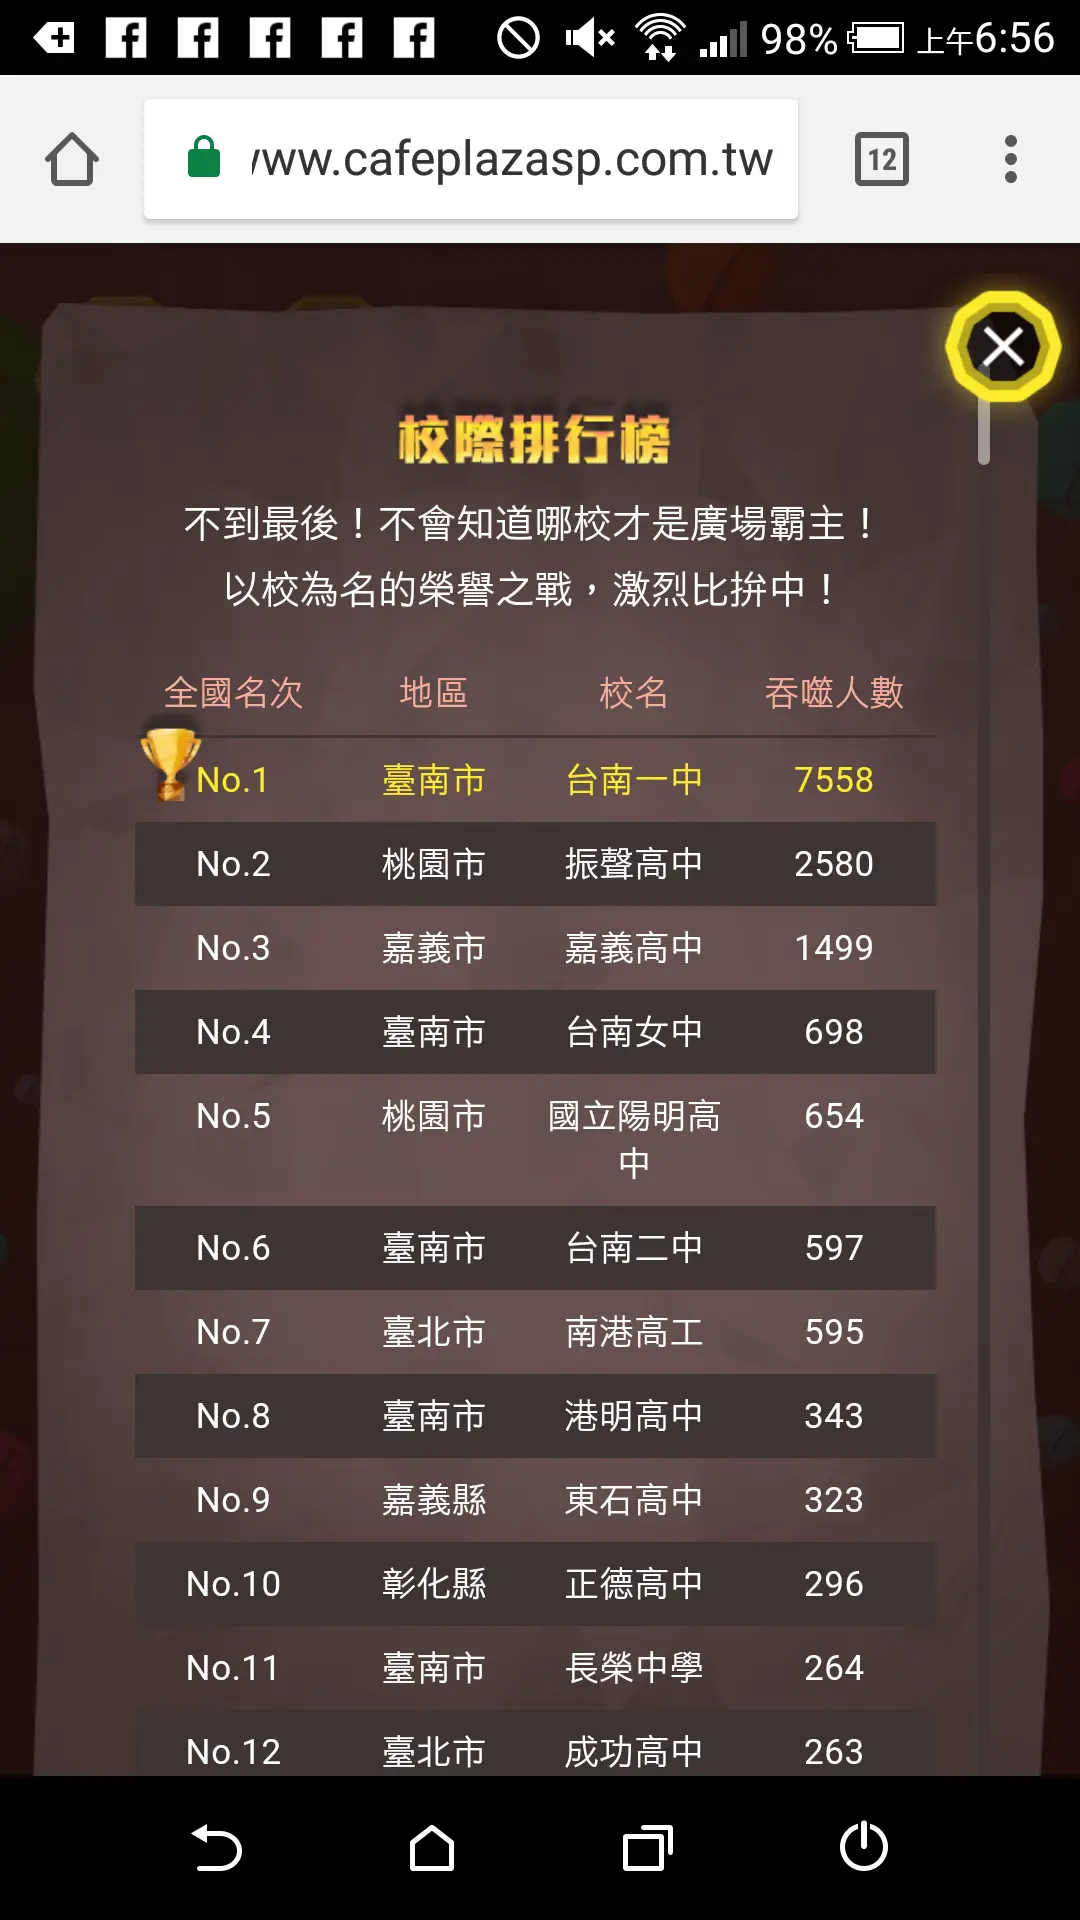 98% 上午6:56
www.cafeplazasp.com.tw
12
校際排行榜
不到最後！不會知道哪校才是廣場霸主！
以校為名的榮譽之戰，激烈比拚中！
全國名次 地區 校名 吞噬人數
No.1 臺南市 台南一中 7558
No.2 桃園市 振聲高中 2580
No.3 嘉義市 嘉義高中 1499
No.4 臺南市 台南女中 698
No.5 桃園市 國立陽明高 654
中
No.6 臺南市 台南二中 597
No.7 臺北市 南港高工 595
No.8 臺南市 港明高中 343
No.9 嘉義縣 東石高中 323
No.10 彰化縣 正德高中 296
No.11 臺南市 長榮中學 264
No.12 臺北市 成功高中 263